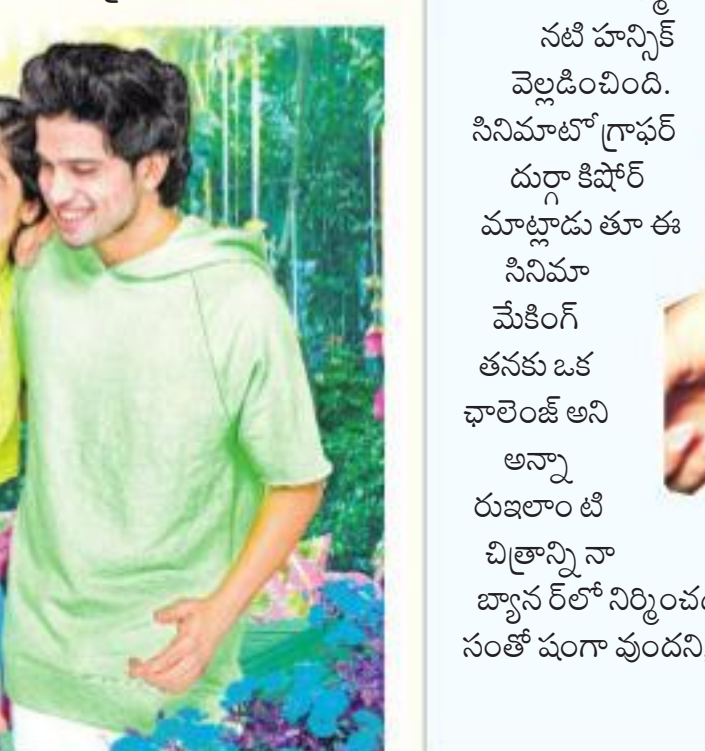 నటి హన్సిక్
వెల్లడించింది.
సినిమాటోగ్రాఫర్
దుర్గా కిషోర్
మాట్లాడు తూ ఈ
సినిమా
మేకింగ్
తనకు ఒక
ఛాలెంజ్ అని
అన్నా
రుఇలాం టి
చిత్రాన్ని నా
బ్యాన ర్‌లో నిర్మించ
సంతో షంగా వుందని